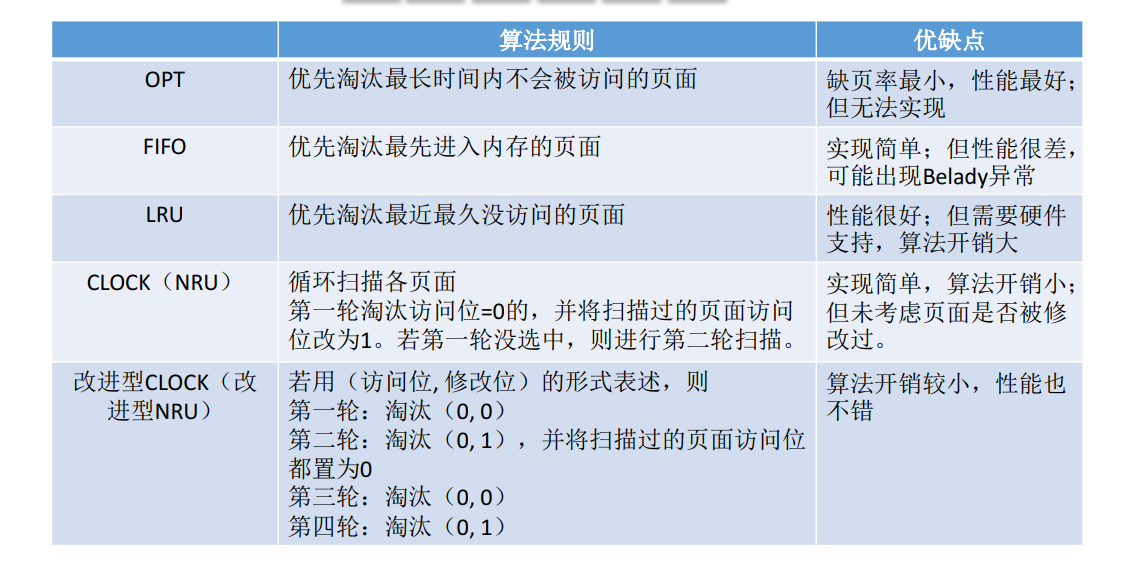 算法规则
优缺点
OPT
优先淘汰最长时间内不会被访问的页面
缺页率最小，性能最好；
但无法实现
FIFO
优先淘汰最先进入内存的页面
实现简单；但性能很差，
可能出现Belady异常
LRU
优先淘汰最近最久没访问的页面
性能很好；但需要硬件
支持，算法开销大
CLOCK（NRU）
循环扫描各页面
第一轮淘汰访问位=0的，并将扫描过的页面访问
位改为1。若第一轮没选中，则进行第二轮扫描。
实现简单，算法开销小；
但未考虑页面是否被修
改过。
改进型CLOCK（改
进型NRU）
若用（访问位, 修改位）的形式表述，则
第一轮：淘汰（0, 0）
第二轮：淘汰（0, 1），并将扫描过的页面访问位
都置为0
第三轮：淘汰（0, 0）
第四轮：淘汰（0, 1）
算法开销较小，性能也
不错